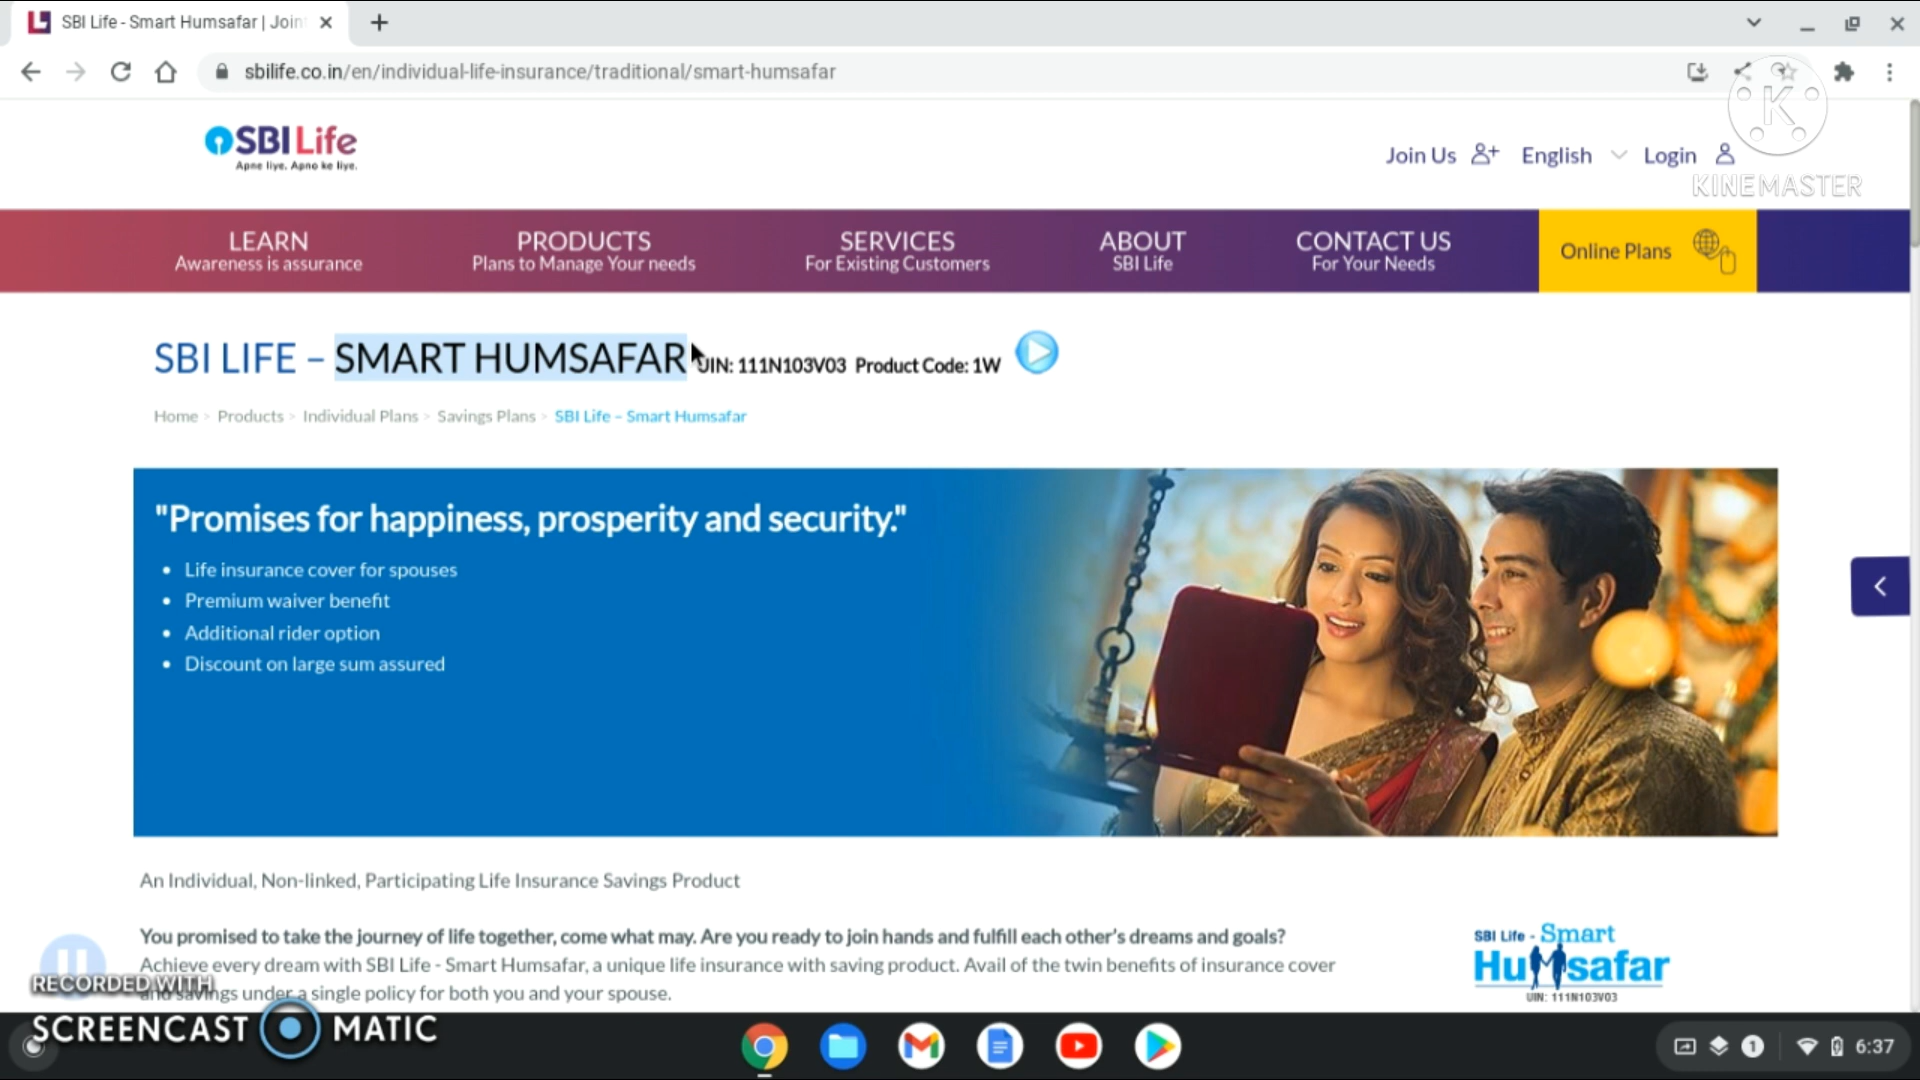 SBI Life - Smart Humsafar | Join
sbilife.co.in/en/individual-life-insurance/traditional/smart-humsafar
K
SBI Life
Apne liye. Apno ke liye.
Join Us English Login
KINEMASTER
LEARN
Awareness is assurance
PRODUCTS
Plans to Manage Your needs
SERVICES
For Existing Customers
ABOUT
SBI Life
CONTACT US
For Your Needs
Online Plans
SBI LIFE – SMART HUMSAFAR UIN: 111N103V03 Product Code: 1W
Home > Products > Individual Plans > Savings Plans > SBI Life – Smart Humsafar
"Promises for happiness, prosperity and security."
• Life insurance cover for spouses
• Premium waiver benefit
• Additional rider option
• Discount on large sum assured
An Individual, Non-linked, Participating Life Insurance Savings Product
You promised to take the journey of life together, come what may. Are you ready to join hands and fulfill each other's dreams and goals?
Achieve every dream with SBI Life - Smart Humsafar, a unique life insurance with saving product. Avail of the twin benefits of insurance cover
and savings under a single policy for both you and your spouse.
SBI Life - Smart
Humsafar
UIN: 111N103V03
RECORDED WITH
SCREENCAST MATIC
1
6:37